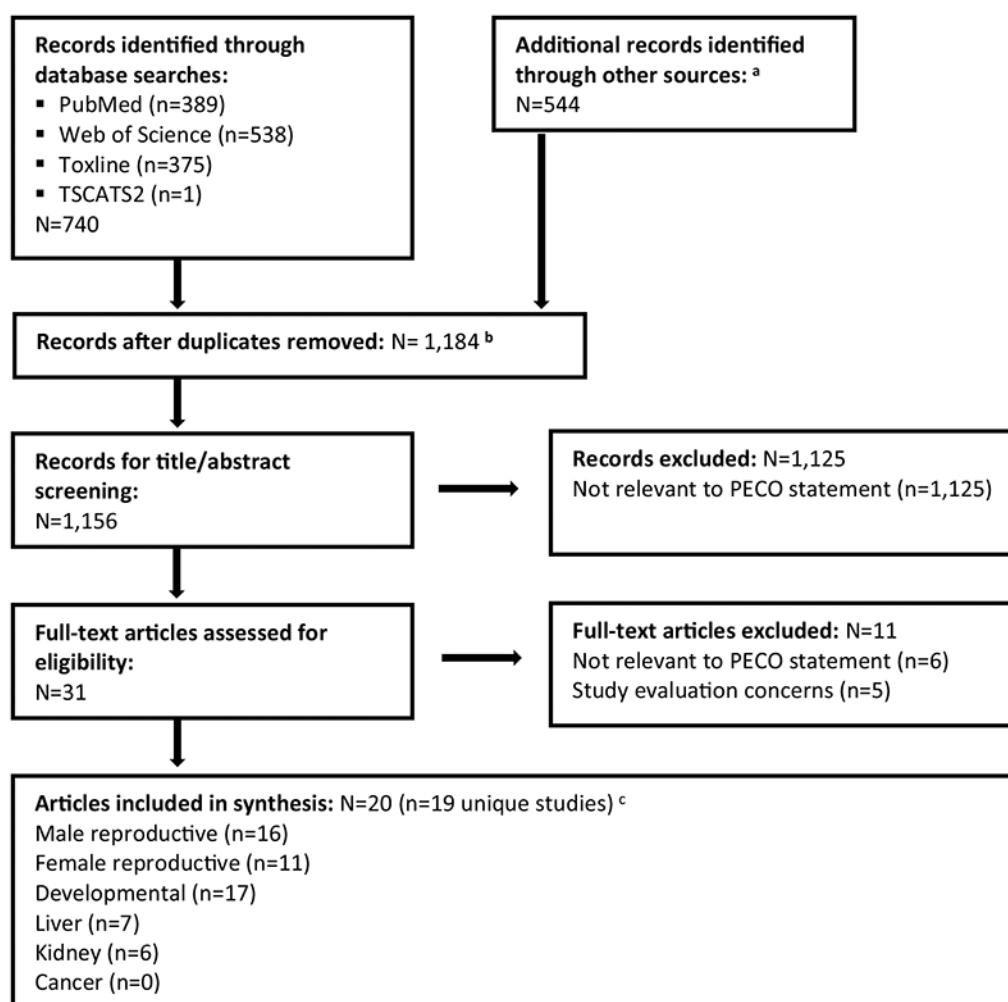 Records identified through
database searches:
▪ PubMed (n=389)
▪ Web of Science (n=538)
▪ Toxline (n=375)
▪ TSCATS2 (n=1)
N=740
Additional records identified
through other sources: a
N=544
Records after duplicates removed: N= 1,184 b
Records for title/abstract
screening:
N=1,156
Records excluded: N=1,125
Not relevant to PECO statement (n=1,125)
Full-text articles assessed for
eligibility:
N=31
Full-text articles excluded: N=11
Not relevant to PECO statement (n=6)
Study evaluation concerns (n=5)
Articles included in synthesis: N=20 (n=19 unique studies) c
Male reproductive (n=16)
Female reproductive (n=11)
Developmental (n=17)
Liver (n=7)
Kidney (n=6)
Cancer (n=0)